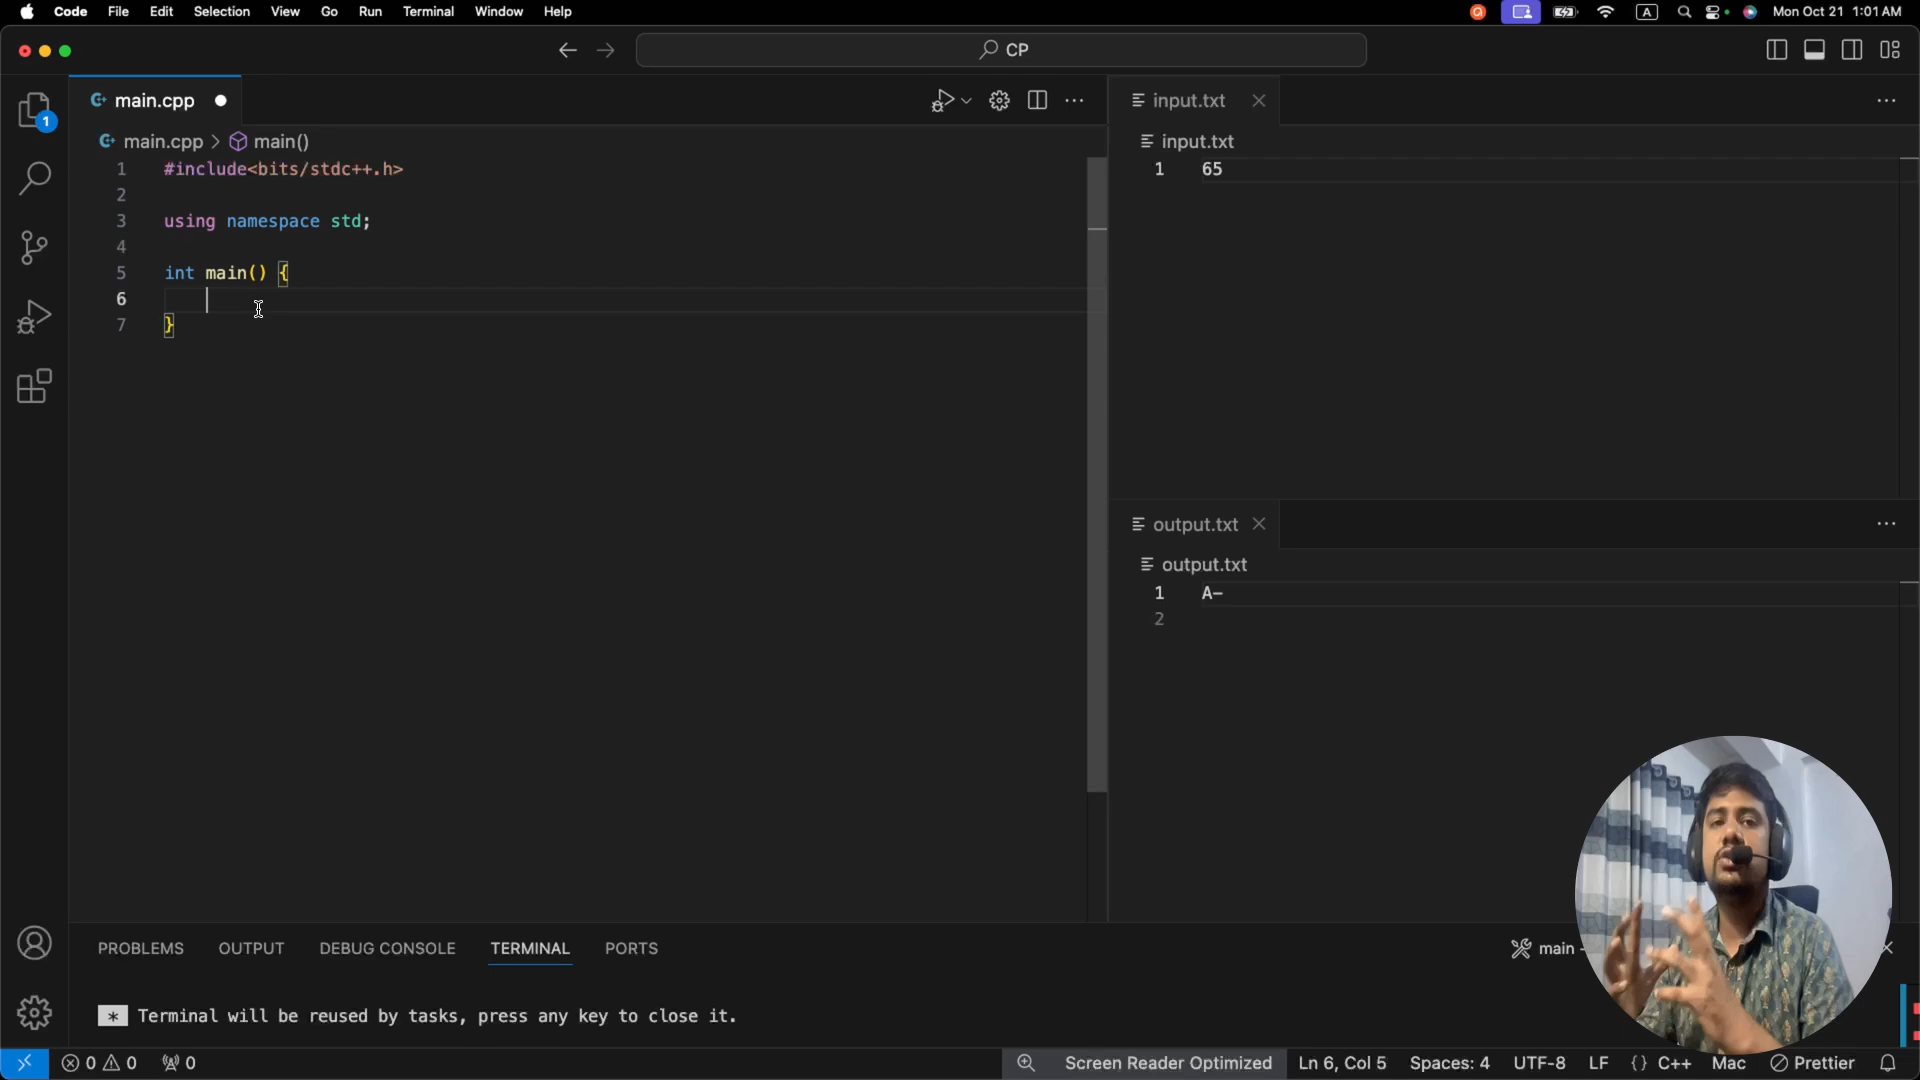 Code File Edit Selection View Go Run Terminal Window Help
A
Mon Oct 21 1:01 AM
CP
main.cpp
main.cpp > main()
1 #include<bits/stdc++.h>
2
3 using namespace std;
4
5 int main() {
6
7 }
input.txt
input.txt
1 65
output.txt
output.txt
1 A-
2
1
PROBLEMS OUTPUT DEBUG CONSOLE TERMINAL PORTS
main -
* Terminal will be reused by tasks, press any key to close it.
0 0 0
Screen Reader Optimized Ln 6, Col 5 Spaces: 4 UTF-8 LF {} C++ Mac Prettier